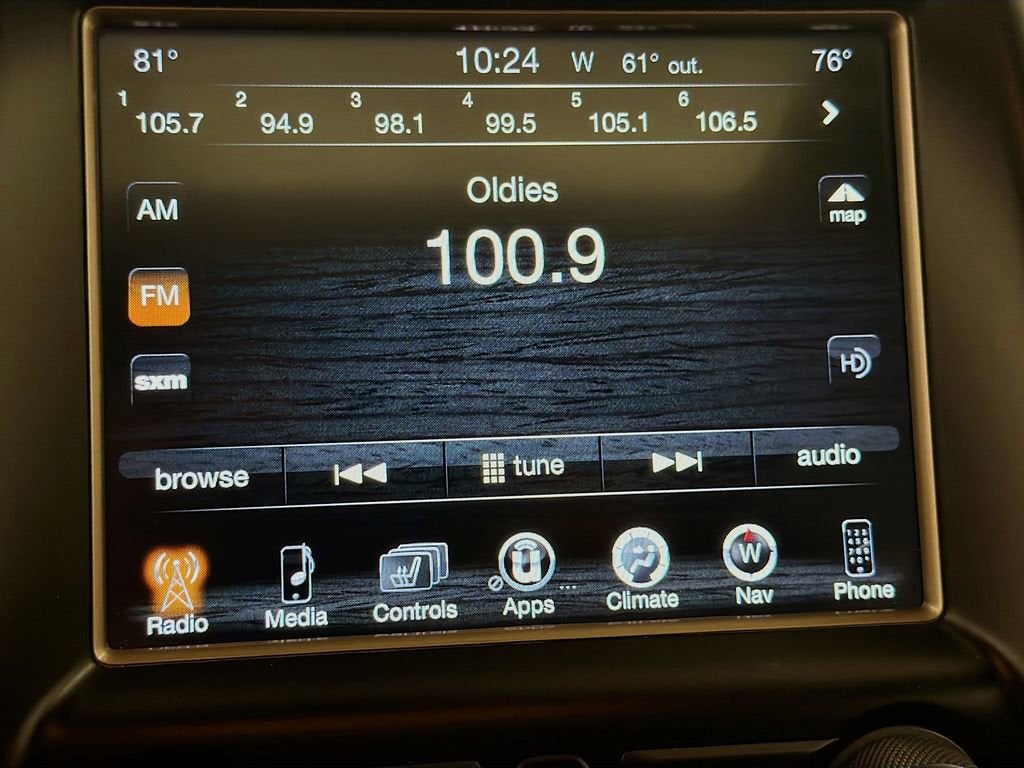 81° 10:24 W 61° out. 76°
1 105.7 2 94.9 3 98.1 4 99.5 5 105.1 6 106.5
Oldies
AM map
100.9
FM
HD
sxm
browse tune audio
W
Radio Media Controls Apps ... Climate Nav Phone